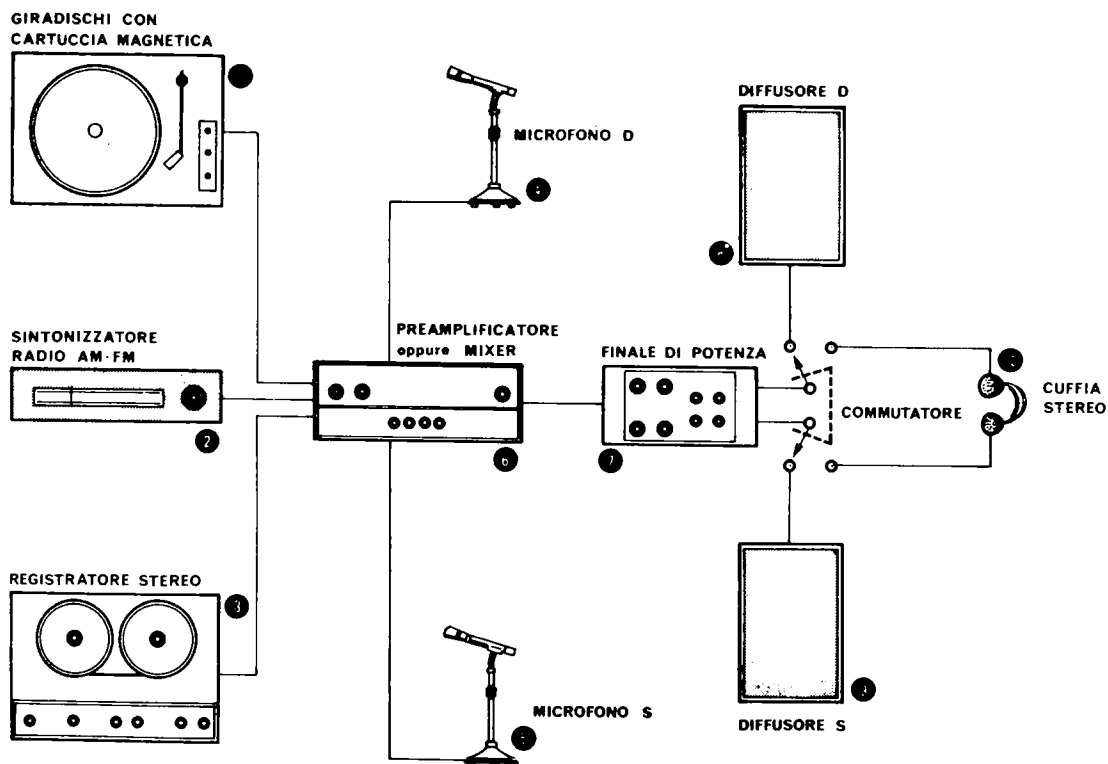 GIRADISCHI CON
CARTUCCIA MAGNETICA
MICROFONO D
DIFFUSORE D
SINTONIZZATORE
RADIO AM-FM
2
PREAMPLIFICATORE
oppure MIXER
6
FINALE DI POTENZA
7
COMMUTATORE
CUFFIA
STEREO
REGISTRATORE STEREO
3
MICROFONO S
DIFFUSORE S